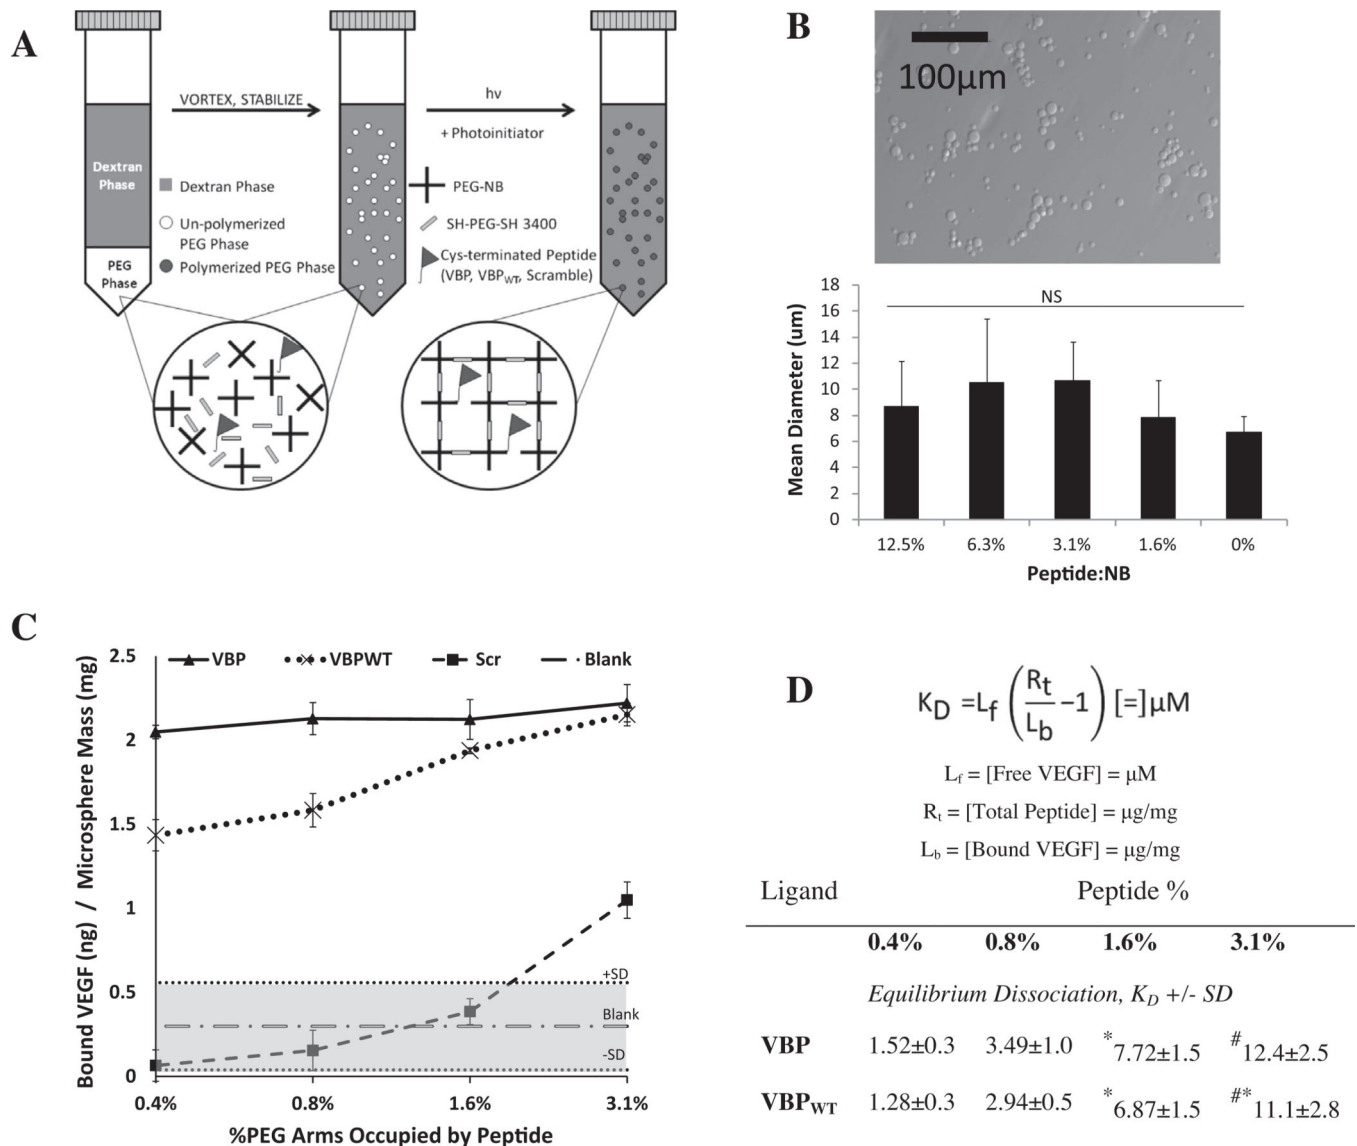 A
VORTEX, STABILIZE
hν
+ Photoinitiator
Dextran
Phase
PEG
Phase
Dextran Phase
Un-polymerized
PEG Phase
Polymerized PEG Phase
PEG-NB
SH-PEG-SH 3400
Cys-terminated Peptide
(VBP, VBPWT, Scramble)
B
100μm
Mean Diameter (um)
18
16
14
12
10
8
6
4
2
0
NS
12.5% 6.3% 3.1% 1.6% 0%
Peptide:NB
C
Bound VEGF (ng) / Microsphere Mass (mg)
2.5
2
1.5
1
0.5
0
VBP VBPWT Scr Blank
+SD
Blank
-SD
0.4% 0.8% 1.6% 3.1%
%PEG Arms Occupied by Peptide
D
KD =Lf (Rt/Lb −1) [=]μM
Lf = [Free VEGF] = μM
Rt = [Total Peptide] = μg/mg
Lb = [Bound VEGF] = μg/mg
Ligand Peptide %
0.4% 0.8% 1.6% 3.1%
Equilibrium Dissociation, KD +/- SD
VBP 1.52±0.3 3.49±1.0 *7.72±1.5 #12.4±2.5
VBPWT 1.28±0.3 2.94±0.5 *6.87±1.5 #*11.1±2.8